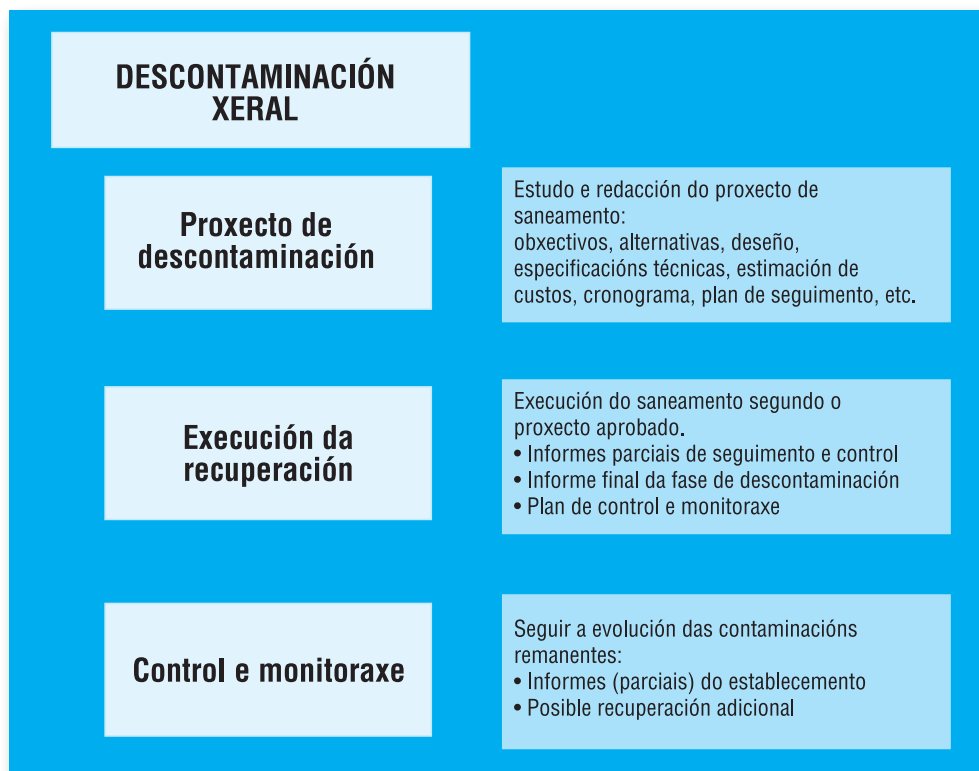 DESCONTAMINACIÓN
XERAL
Proxecto de
descontaminación
Estudo e redacción do proxecto de
saneamento:
obxectivos, alternativas, deseño,
especificacións técnicas, estimación de
custos, cronograma, plan de seguimento, etc.
Execución da
recuperación
Execución do saneamento segundo o
proxecto aprobado.
• Informes parciais de seguimento e control
• Informe final da fase de descontaminación
• Plan de control e monitoraxe
Control e monitoraxe
Seguir a evolución das contaminacións
remanentes:
• Informes (parciais) do establecemento
• Posible recuperación adicional